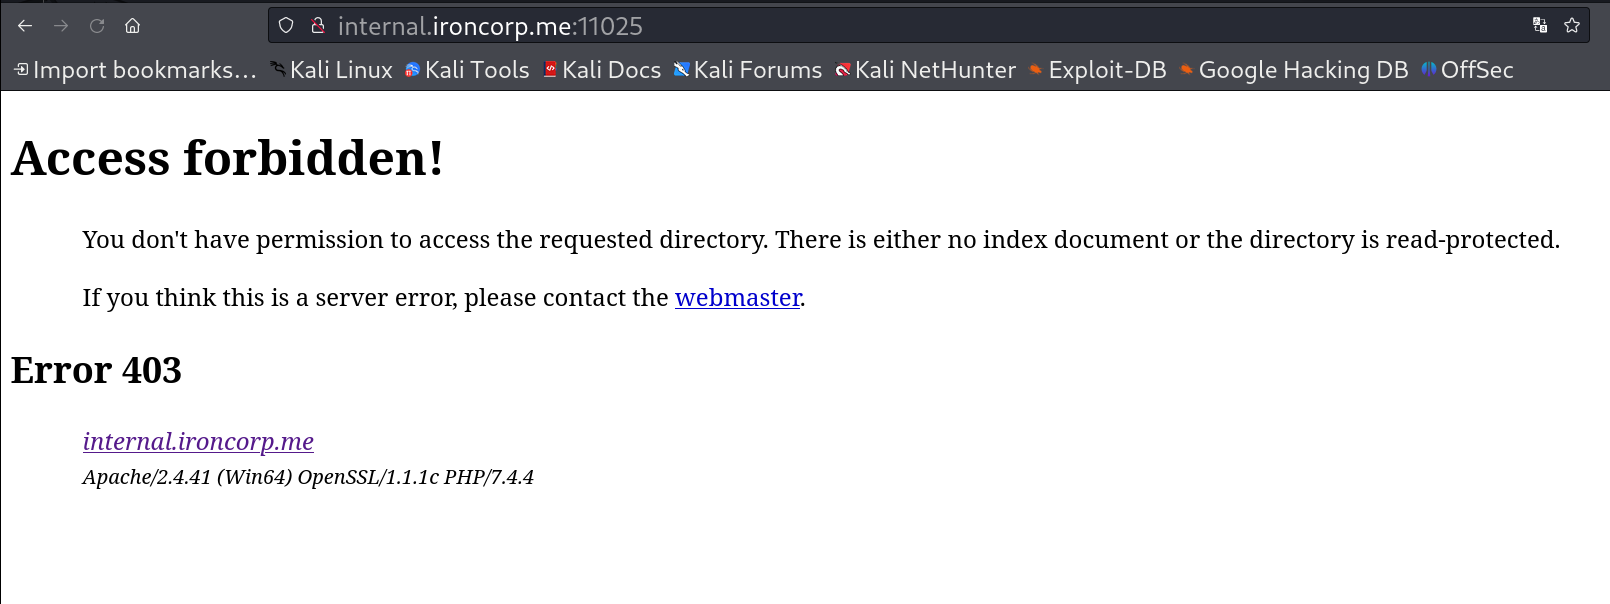 internal.ironcorp.me:11025
Import bookmarks... Kali Linux Kali Tools Kali Docs Kali Forums Kali NetHunter Exploit-DB Google Hacking DB OffSec
Access forbidden!
You don't have permission to access the requested directory. There is either no index document or the directory is read-protected.
If you think this is a server error, please contact the webmaster.
Error 403
internal.ironcorp.me
Apache/2.4.41 (Win64) OpenSSL/1.1.1c PHP/7.4.4